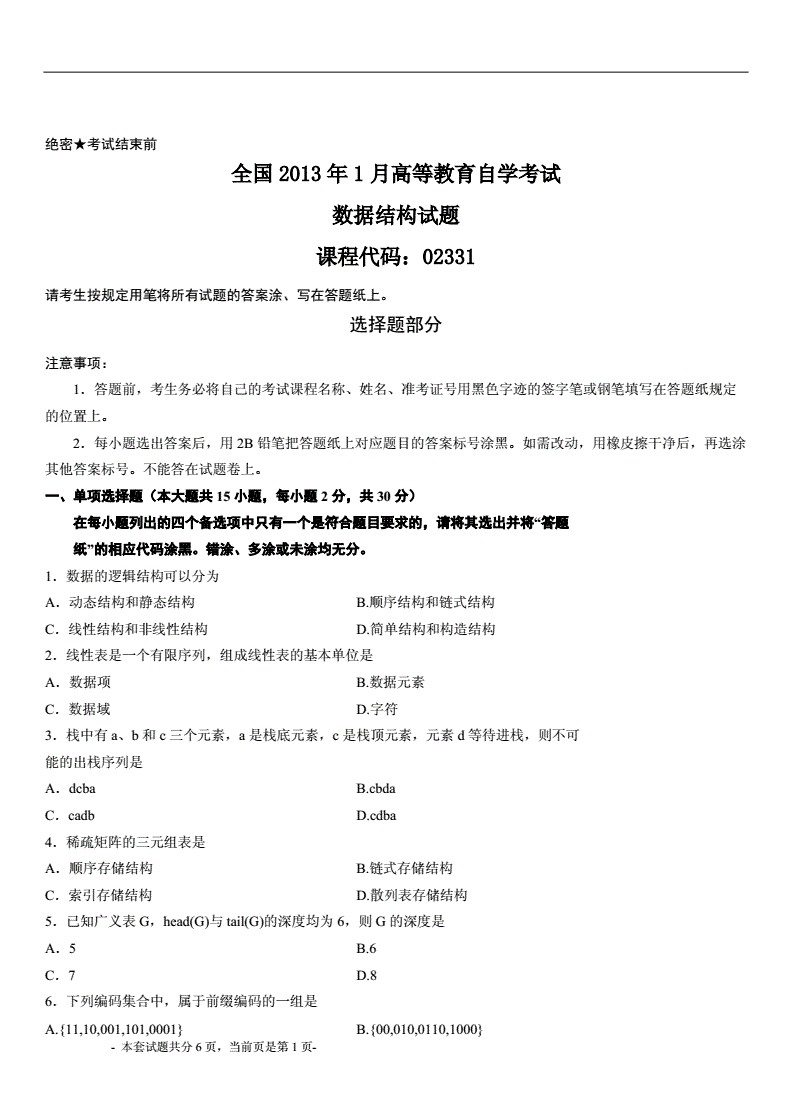 绝密★考试结束前
全国 2013 年 1 月高等教育自学考试
数据结构试题
课程代码：02331
请考生按规定用笔将所有试题的答案涂、写在答题纸上。
选择题部分
注意事项：
1．答题前，考生务必将自己的考试课程名称、姓名、准考证号用黑色字迹的签字笔或钢笔填写在答题纸规定
的位置上。
2．每小题选出答案后，用 2B 铅笔把答题纸上对应题目的答案标号涂黑。如需改动，用橡皮擦干净后，再选涂
其他答案标号。不能答在试题卷上。
一、单项选择题（本大题共 15 小题，每小题 2 分，共 30 分）
在每小题列出的四个备选项中只有一个是符合题目要求的，请将其选出并将“答题
纸”的相应代码涂黑。错涂、多涂或未涂均无分。
1．数据的逻辑结构可以分为
A．动态结构和静态结构 B.顺序结构和链式结构
C．线性结构和非线性结构 D.简单结构和构造结构
2．线性表是一个有限序列，组成线性表的基本单位是
A．数据项 B.数据元素
C．数据域 D.字符
3．栈中有 a、b 和 c 三个元素，a 是栈底元素，c 是栈顶元素，元素 d 等待进栈，则不可
能的出栈序列是
A．dcba B.cbda
C．cadb D.cdba
4．稀疏矩阵的三元组表是
A．顺序存储结构 B.链式存储结构
C．索引存储结构 D.散列表存储结构
5．已知广义表 G，head(G)与 tail(G)的深度均为 6，则 G 的深度是
A．5 B.6
C．7 D.8
6．下列编码集合中，属于前缀编码的一组是
A.{11,10,001,101,0001} B.{00,010,0110,1000}
- 本套试题共分 6 页，当前页是第 1 页-